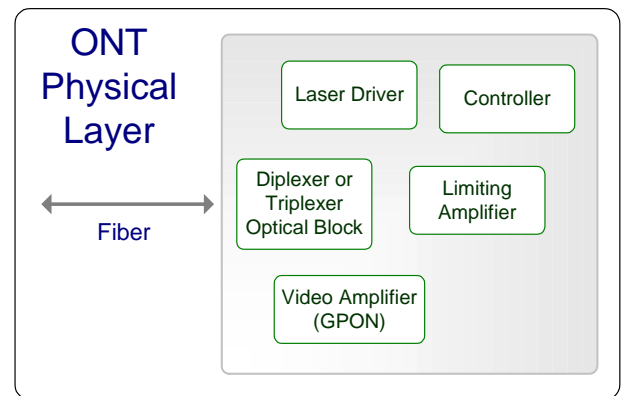 ONT
Physical
Layer
Fiber
Laser Driver
Controller
Diplexer or
Triplexer
Optical Block
Limiting
Amplifier
Video Amplifier
(GPON)